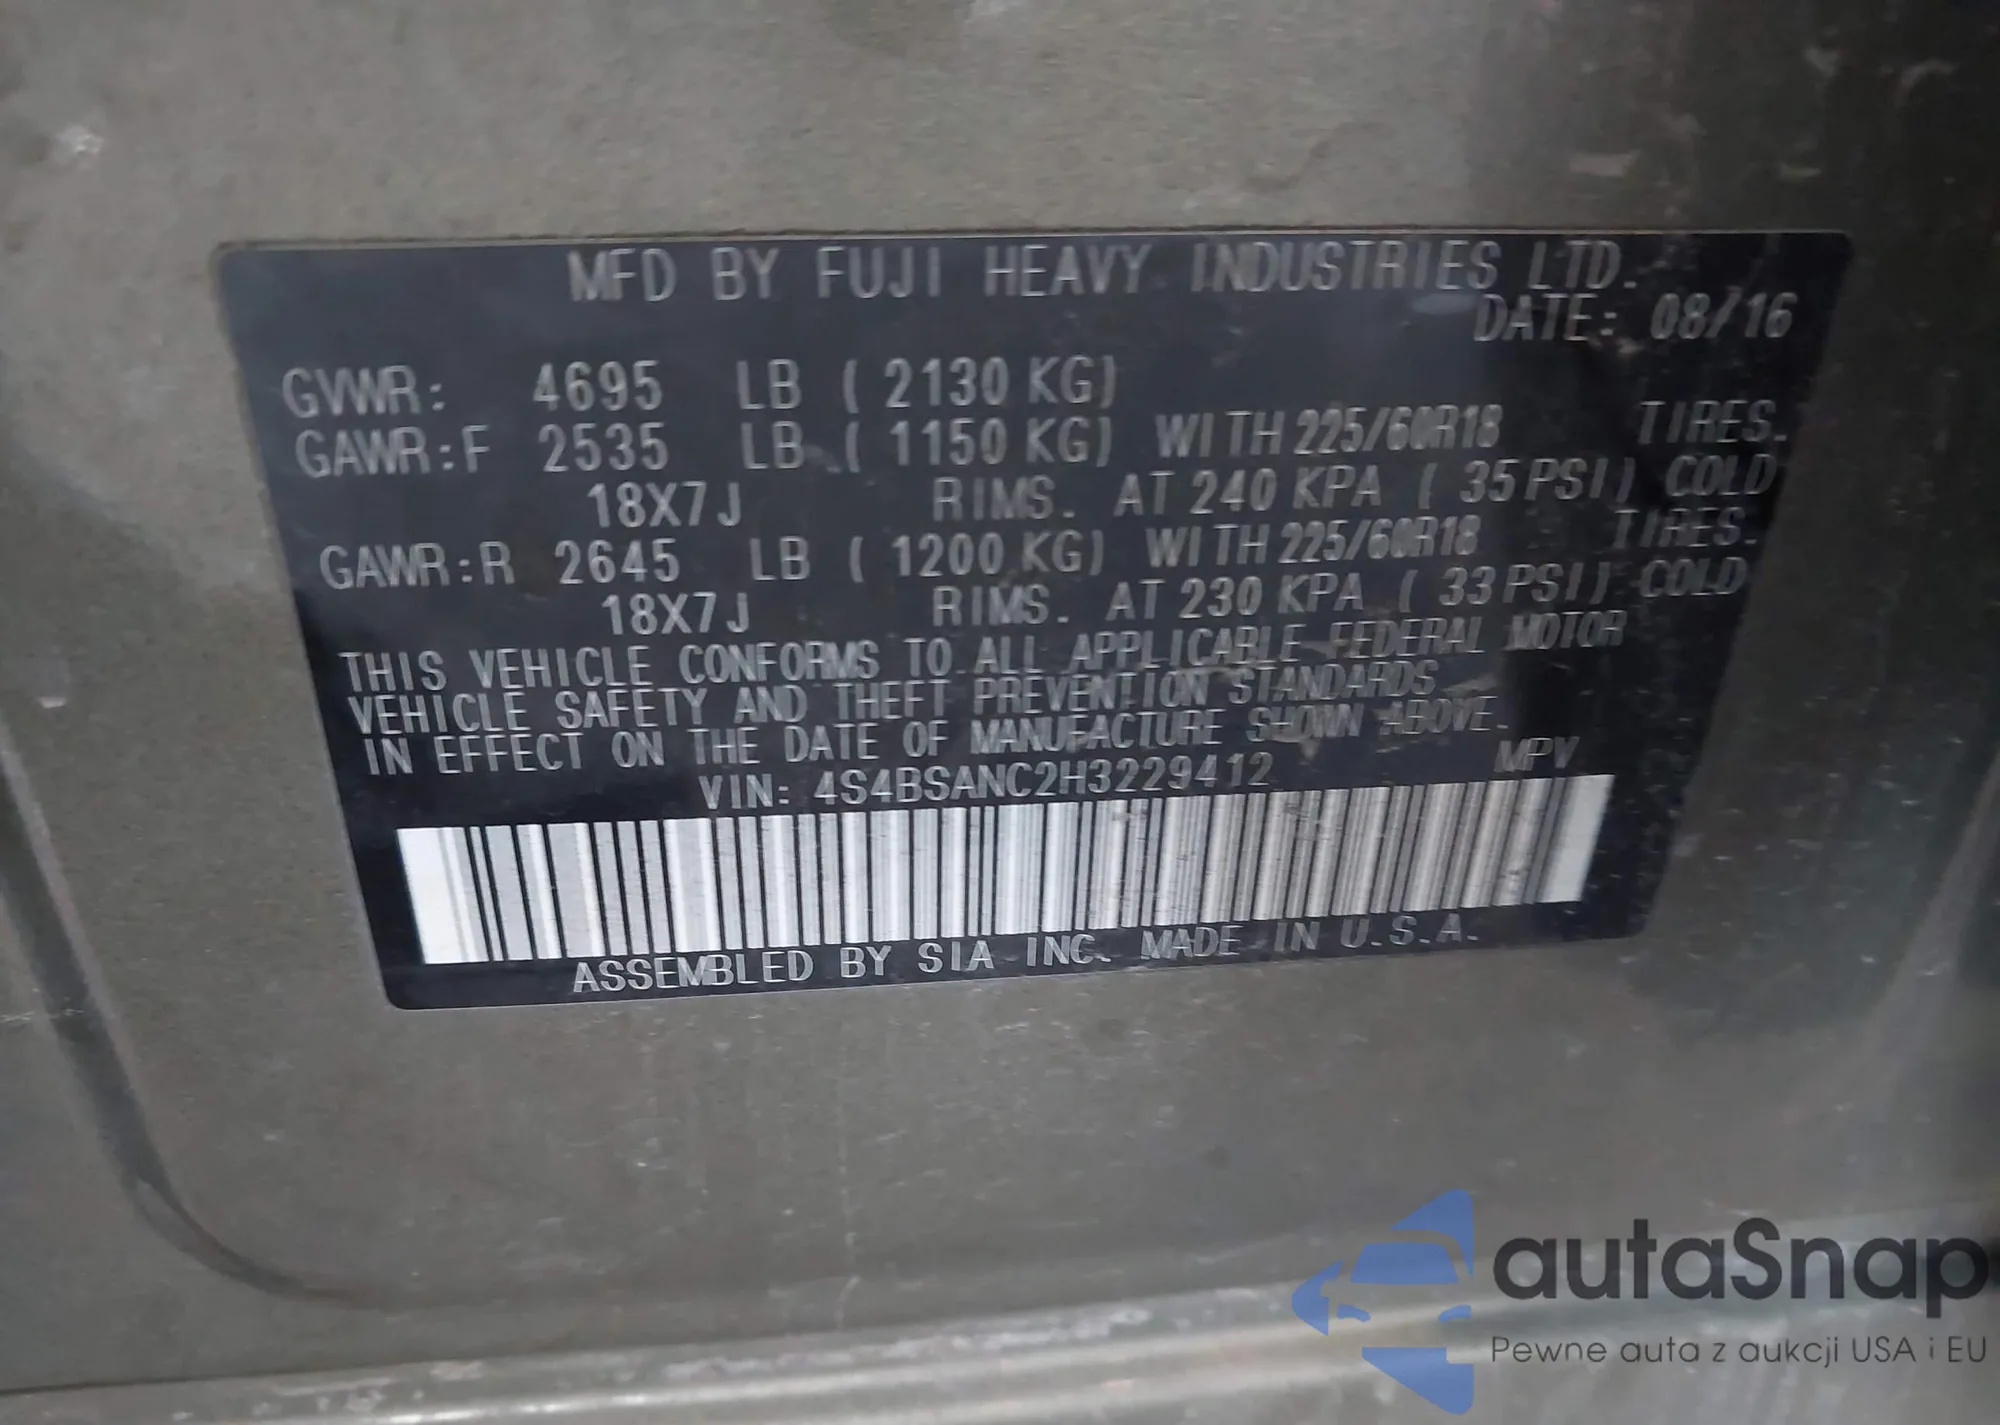 MFD BY FUJI HEAVY INDUSTRIES LTD.
DATE: 08/16
GVWR: 4695 LB ( 2130 KG)
GAWR:F 2535 LB ( 1150 KG) WITH 225/60R18 TIRES.
18X7J RIMS. AT 240 KPA ( 35 PSI) COLD
GAWR:R 2645 LB ( 1200 KG) WITH 225/60R18 TIRES.
18X7J RIMS. AT 230 KPA ( 33 PSI) COLD
THIS VEHICLE CONFORMS TO ALL APPLICABLE FEDERAL MOTOR
VEHICLE SAFETY AND THEFT PREVENTION STANDARDS
IN EFFECT ON THE DATE OF MANUFACTURE SHOWN ABOVE.
VIN: 4S4BSANC2H3229412 MPV
ASSEMBLED BY SIA INC. MADE IN U.S.A.
autaSnap
Pewne auta z aukcji USA i EU